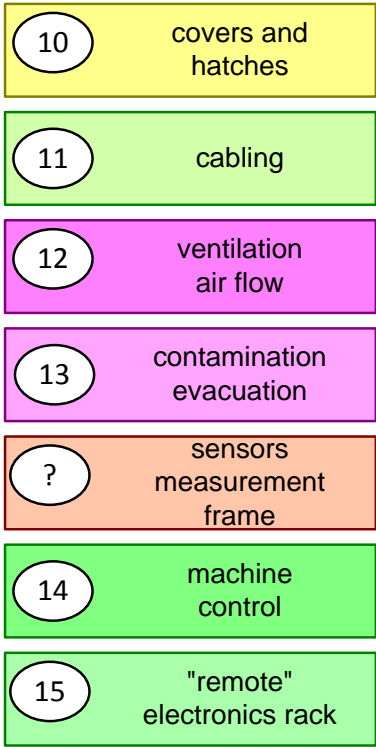 10
covers and
hatches
11
cabling
12
ventilation
air flow
13
contamination
evacuation
?
sensors
measurement
frame
14
machine
control
15
"remote"
electronics rack